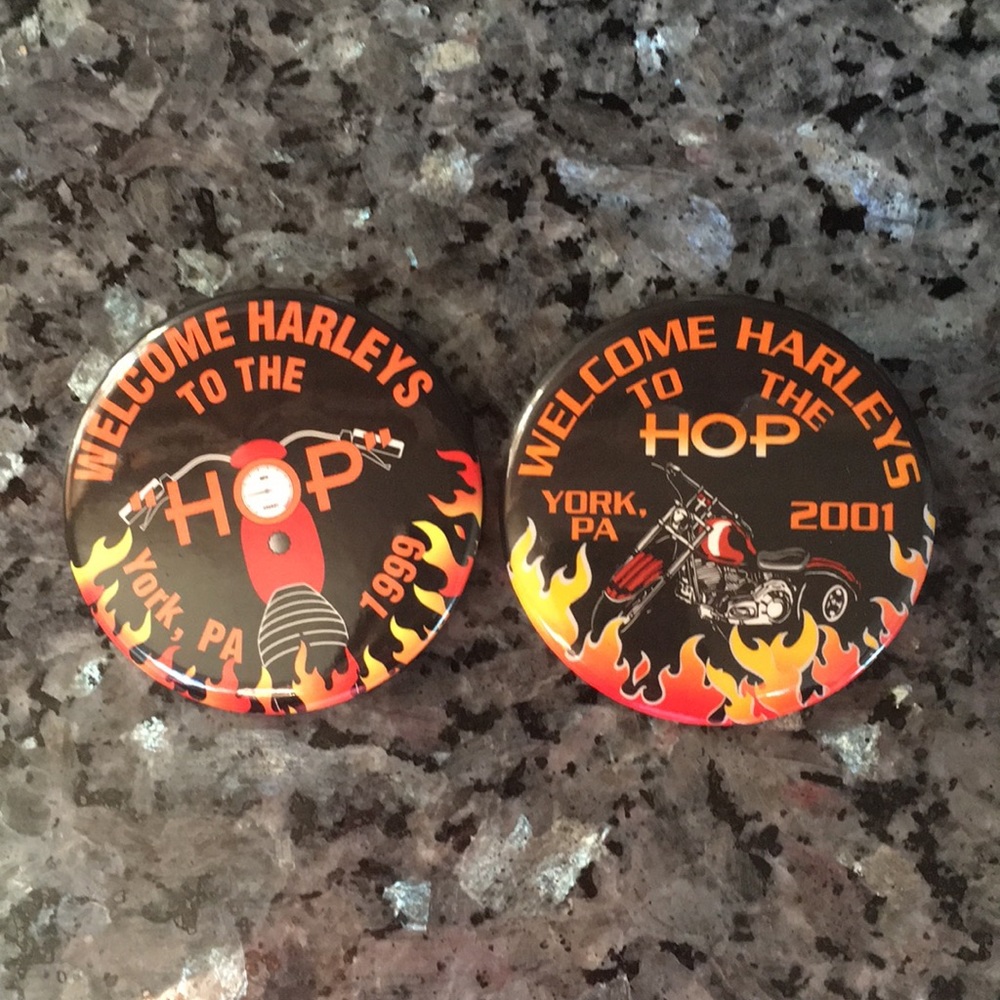 WELCOME HARLEYS
TO THE
"HOP"
York, PA
1999
WELCOME HARLEYS
TO THE
HOP
YORK,
PA
2001